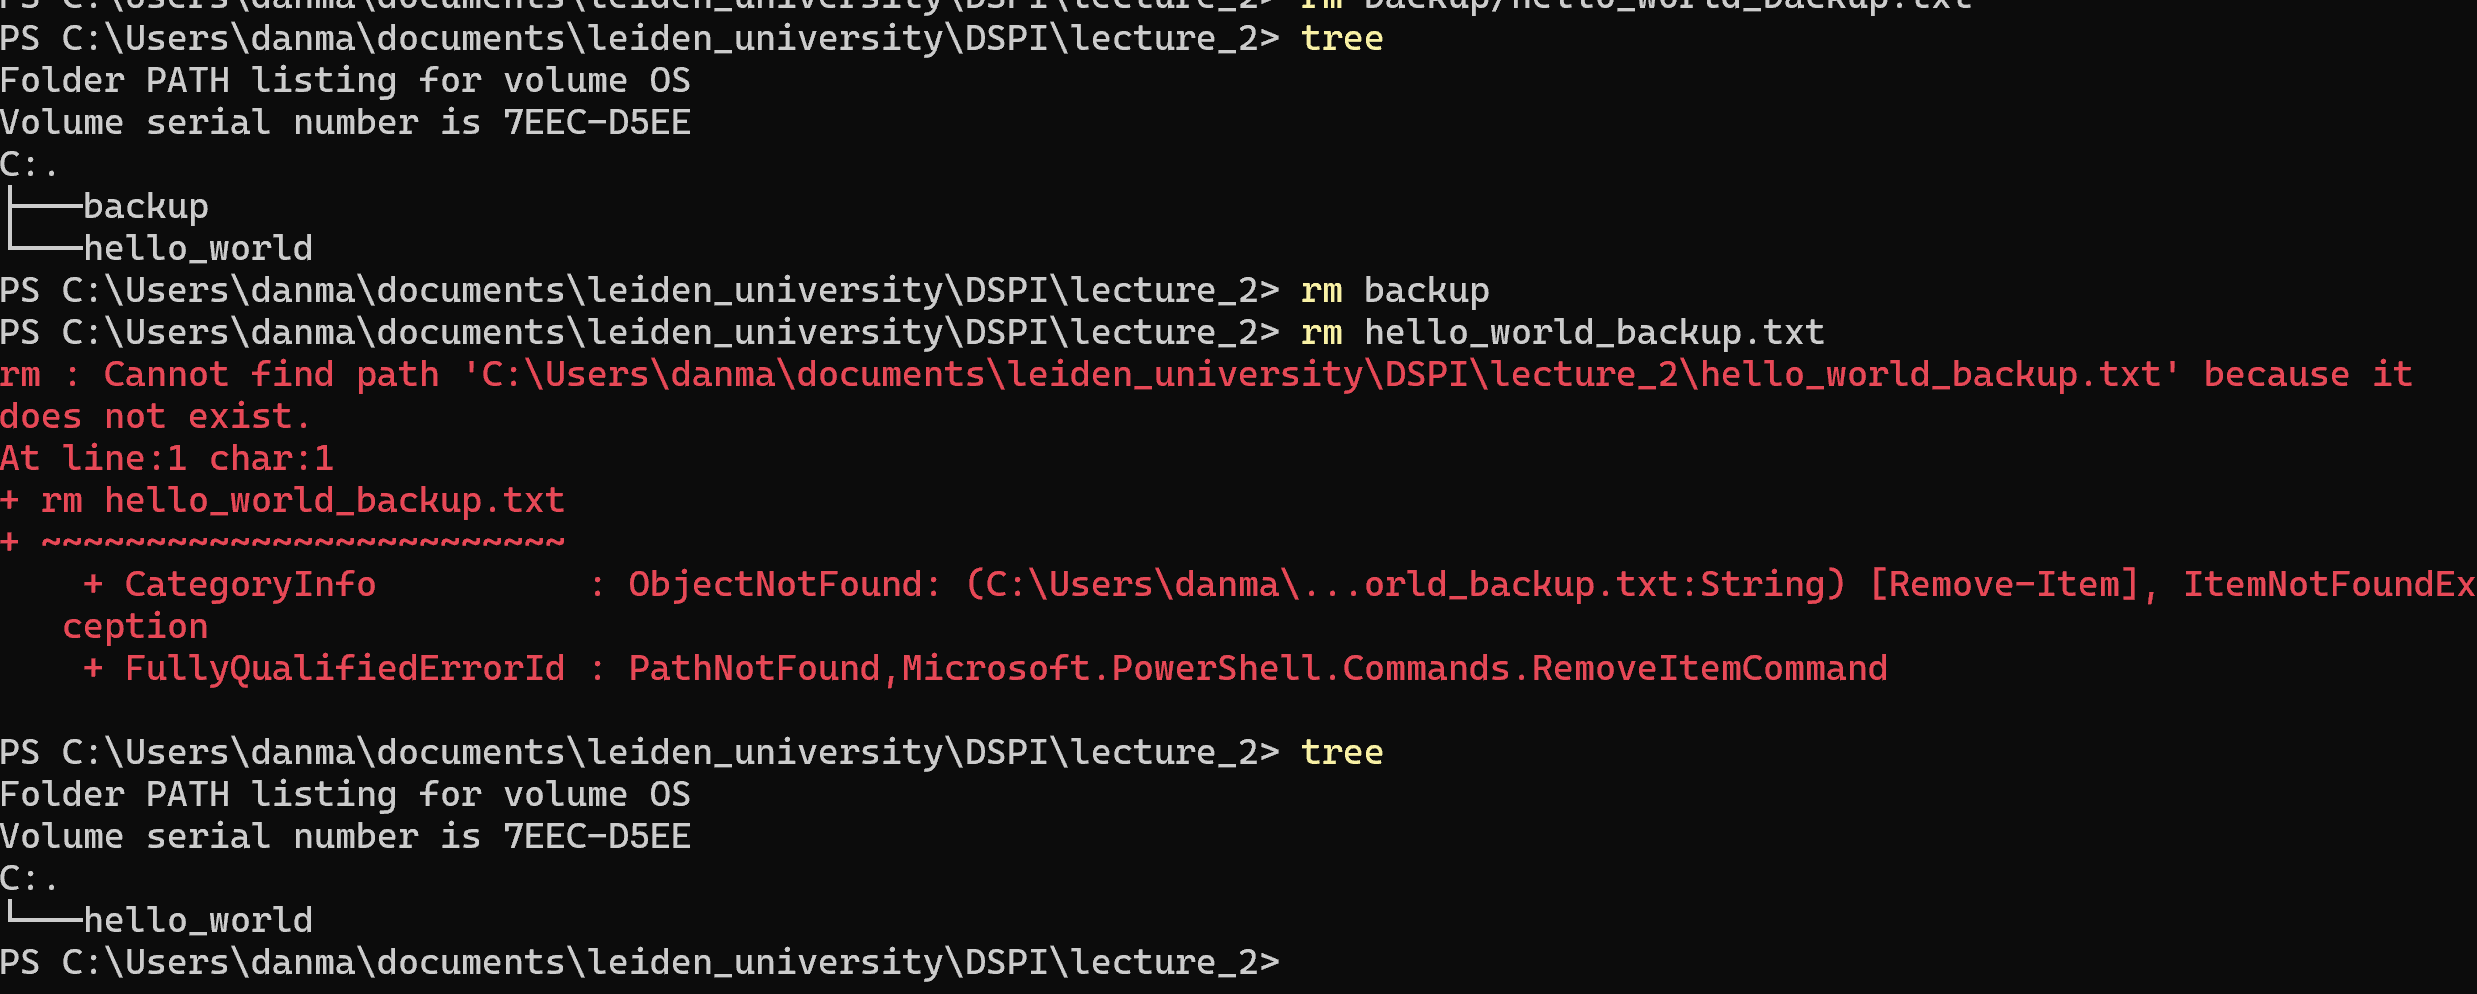 PS C:\Users\danma\documents\leiden_university\DSPI\lecture_2> rm backup/hello_world_backup.txt
PS C:\Users\danma\documents\leiden_university\DSPI\lecture_2> tree
Folder PATH listing for volume OS
Volume serial number is 7EEC-D5EE
C:.
├───backup
└───hello_world
PS C:\Users\danma\documents\leiden_university\DSPI\lecture_2> rm backup
PS C:\Users\danma\documents\leiden_university\DSPI\lecture_2> rm hello_world_backup.txt
rm : Cannot find path 'C:\Users\danma\documents\leiden_university\DSPI\lecture_2\hello_world_backup.txt' because it
does not exist.
At line:1 char:1
+ rm hello_world_backup.txt
+ ~~~~~~~~~~~~~~~~~~~~~~~~~
    + CategoryInfo          : ObjectNotFound: (C:\Users\danma\...orld_backup.txt:String) [Remove-Item], ItemNotFoundEx
   ception
    + FullyQualifiedErrorId : PathNotFound,Microsoft.PowerShell.Commands.RemoveItemCommand

PS C:\Users\danma\documents\leiden_university\DSPI\lecture_2> tree
Folder PATH listing for volume OS
Volume serial number is 7EEC-D5EE
C:.
└───hello_world
PS C:\Users\danma\documents\leiden_university\DSPI\lecture_2>